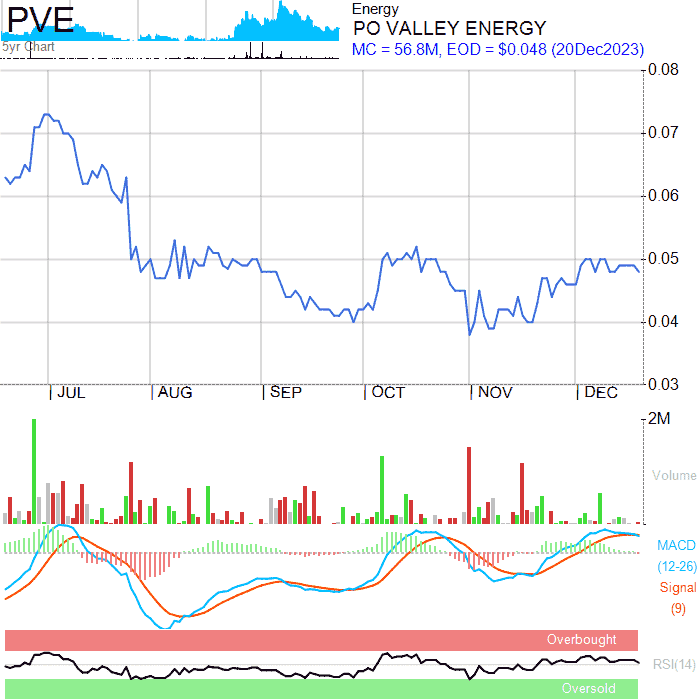 PVE
5yr Chart
Energy
PO VALLEY ENERGY
MC = 56.8M, EOD = $0.048 (20Dec2023)
0.08
0.07
0.06
0.05
0.04
0.03
JUL AUG SEP OCT NOV DEC
2M
Volume
MACD
(12-26)
Signal
(9)
Overbought
RSI(14)
Oversold